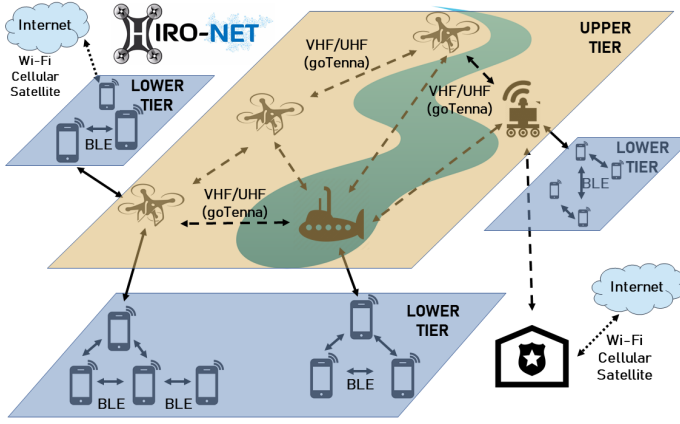 Internet
HIRO-NET
Wi-Fi
Cellular
Satellite
LOWER
TIER
BLE
VHF/UHF
(goTenna)
UPPER
TIER
VHF/UHF
(goTenna)
LOWER
TIER
BLE
VHF/UHF
(goTenna)
LOWER
TIER
BLE
BLE
BLE
Internet
Wi-Fi
Cellular
Satellite